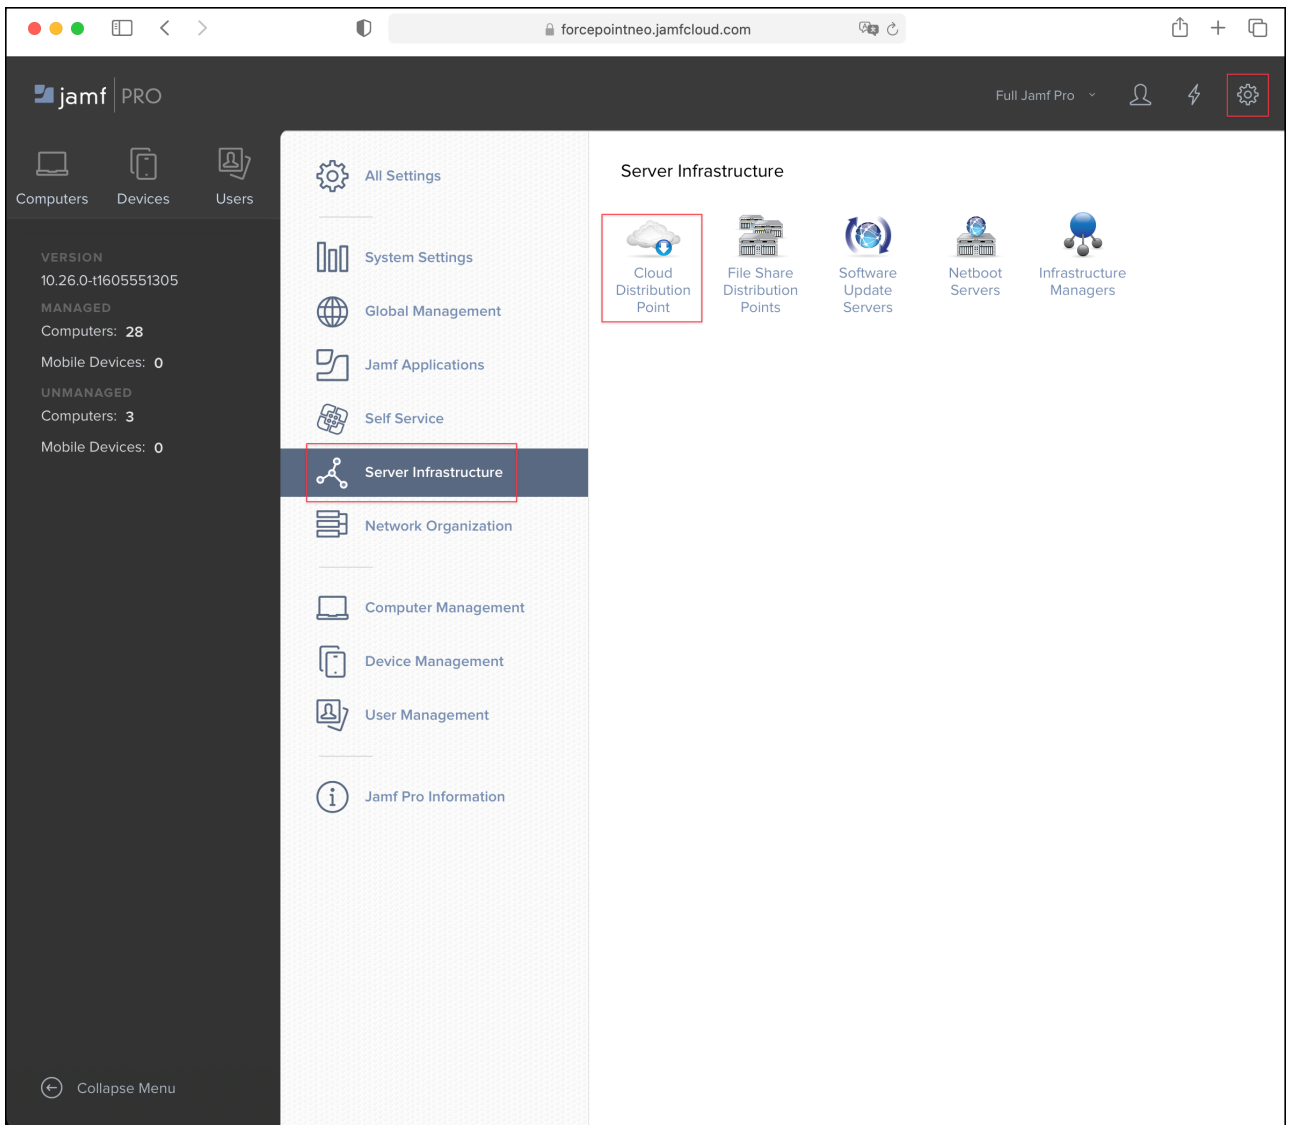 forcepointneo.jamfcloud.com
jamf PRO
Full Jamf Pro
Computers
Devices
Users
VERSION
10.26.0-t1605551305
MANAGED
Computers: 28
Mobile Devices: 0
UNMANAGED
Computers: 3
Mobile Devices: 0
Collapse Menu
All Settings
System Settings
Global Management
Jamf Applications
Self Service
Server Infrastructure
Network Organization
Computer Management
Device Management
User Management
Jamf Pro Information
Server Infrastructure
Cloud
Distribution
Point
File Share
Distribution
Points
Software
Update
Servers
Netboot
Servers
Infrastructure
Managers